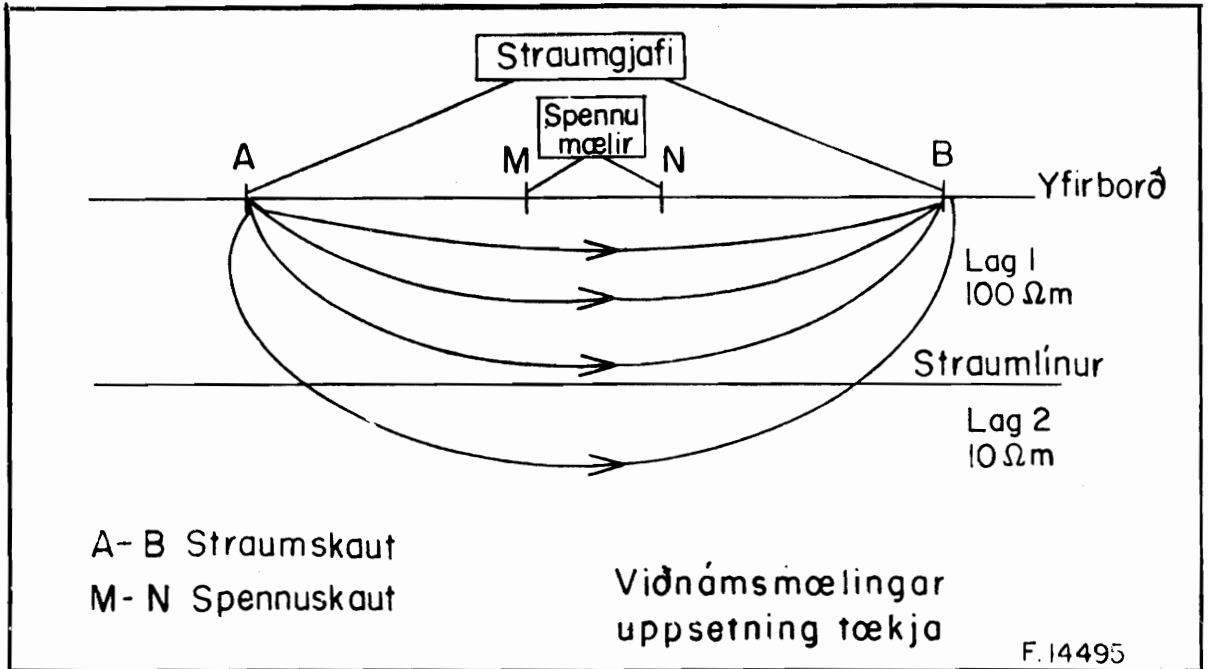 Straumgjafi
Spennu
mælir
A
M
N
B
Yfirborð
Lag 1
100 Ωm
Straumlínur
Lag 2
10 Ωm
A-B Straumskaut
M-N Spennuskaut
Viðnámsmælingar
uppsetning tækja
F. 14495